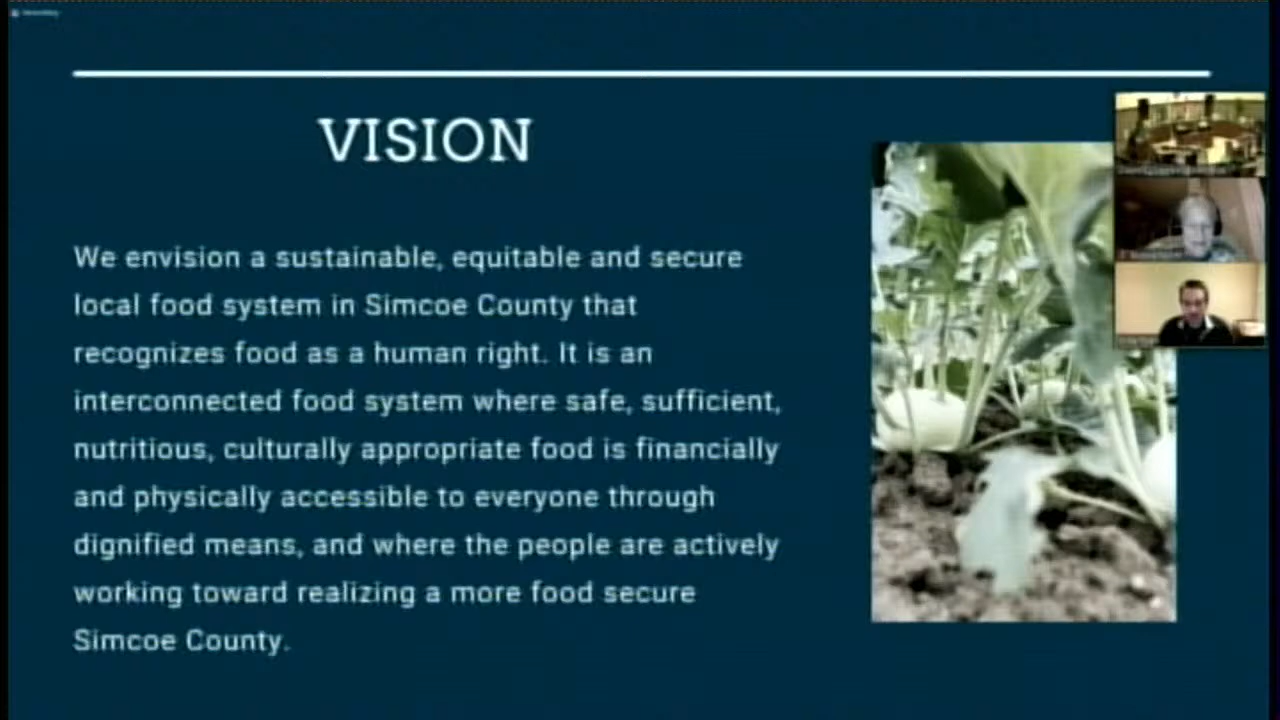 VISION
We envision a sustainable, equitable and secure
local food system in Simcoe County that
recognizes food as a human right. It is an
interconnected food system where safe, sufficient,
nutritious, culturally appropriate food is financially
and physically accessible to everyone through
dignified means, and where the people are actively
working toward realizing a more food secure
Simcoe County.